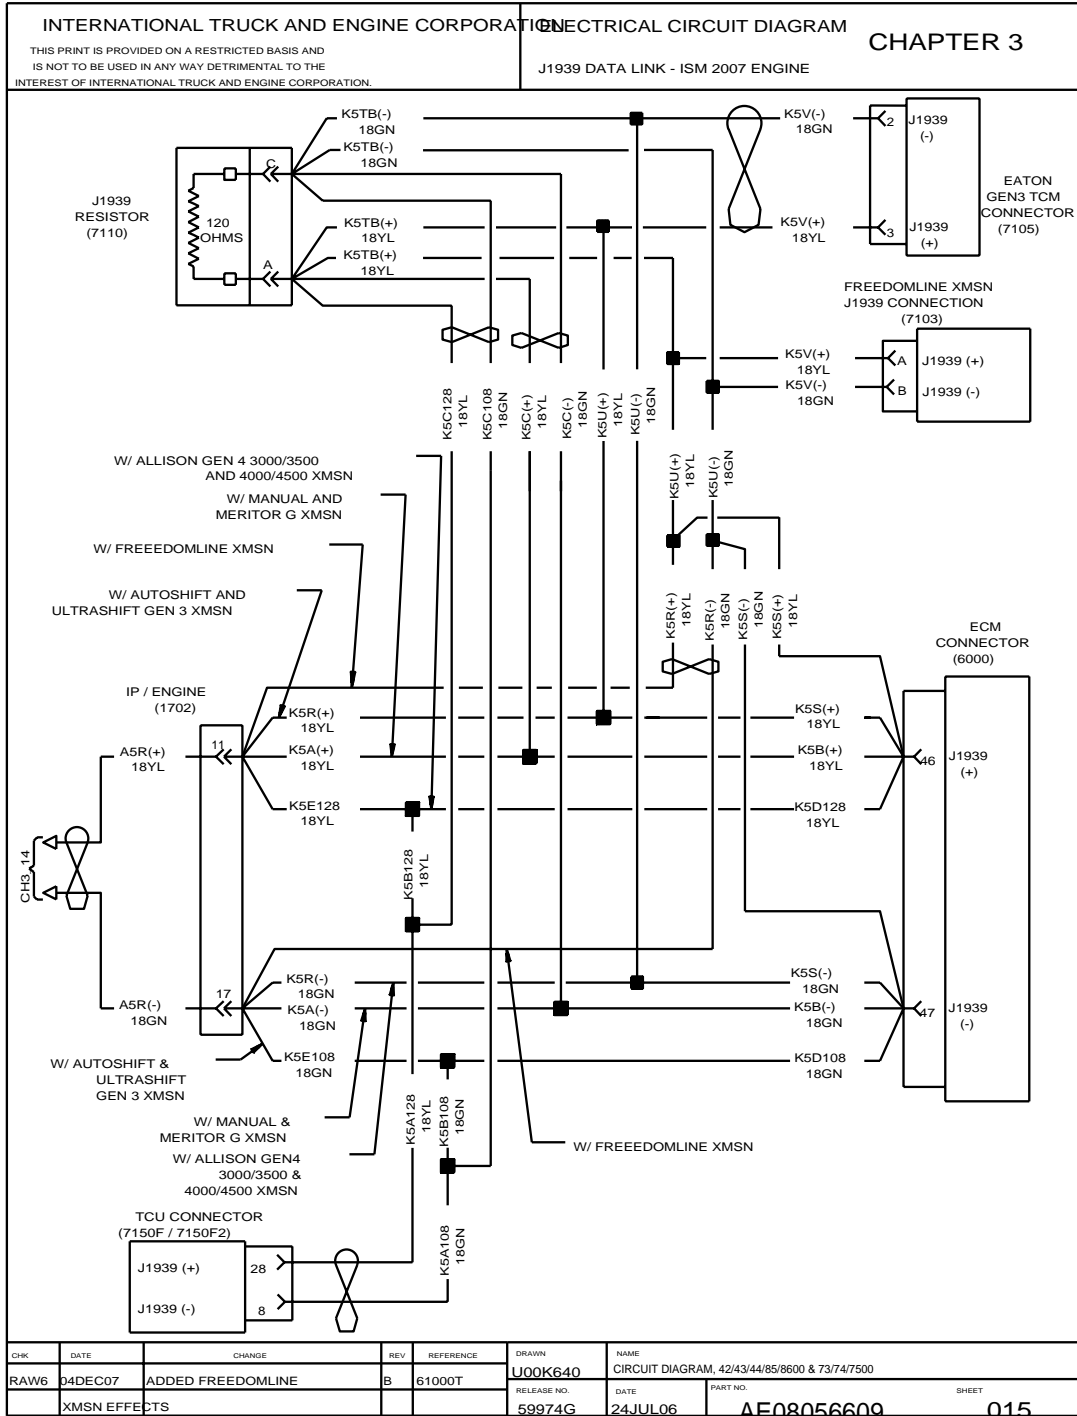 INTERNATIONAL TRUCK AND ENGINE CORPORATION
THIS PRINT IS PROVIDED ON A RESTRICTED BASIS AND
IS NOT TO BE USED IN ANY WAY DETRIMENTAL TO THE
INTEREST OF INTERNATIONAL TRUCK AND ENGINE CORPORATION.
ELECTRICAL CIRCUIT DIAGRAM
J1939 DATA LINK - ISM 2007 ENGINE
CHAPTER 3
K5TB(-)
18GN
K5TB(-)
18GN
K5V(-)
18GN
2
J1939
(-)
C
J1939
RESISTOR
(7110)
120
OHMS
A
K5TB(+)
18YL
K5TB(+)
18YL
K5V(+)
18YL
3
J1939
(+)
EATON
GEN3 TCM
CONNECTOR
(7105)
FREEDOMLINE XMSN
J1939 CONNECTION
(7103)
K5V(+)
18YL
A
J1939 (+)
K5V(-)
18GN
B
J1939 (-)
K5C128
18YL
K5C108
18GN
K5C(+)
18YL
K5C(-)
18GN
K5U(+)
18YL
K5U(-)
18GN
K5U(+)
18YL
K5U(-)
18GN
W/ ALLISON GEN 4 3000/3500
AND 4000/4500 XMSN
W/ MANUAL AND
MERITOR G XMSN
W/ FREEEDOMLINE XMSN
W/ AUTOSHIFT AND
ULTRASHIFT GEN 3 XMSN
K5R(+)
18YL
K5R(-)
18GN
K5S(-)
18GN
K5S(+)
18YL
ECM
CONNECTOR
(6000)
IP / ENGINE
(1702)
A5R(+)
18YL
11
K5R(+)
18YL
K5A(+)
18YL
K5E128
18YL
K5S(+)
18YL
K5B(+)
18YL
K5D128
18YL
46
J1939
(+)
CH3_14
K5B128
18YL
A5R(-)
18GN
17
K5R(-)
18GN
K5A(-)
18GN
K5E108
18GN
K5S(-)
18GN
K5B(-)
18GN
K5D108
18GN
47
J1939
(-)
W/ AUTOSHIFT &
ULTRASHIFT
GEN 3 XMSN
W/ MANUAL &
MERITOR G XMSN
W/ ALLISON GEN4
3000/3500 &
4000/4500 XMSN
K5A128
18YL
K5B108
18GN
W/ FREEEDOMLINE XMSN
K5A108
18GN
TCU CONNECTOR
(7150F / 7150F2)
J1939 (+)
28
J1939 (-)
8
CHK
DATE
CHANGE
REV
REFERENCE
DRAWN
NAME
RAW6
04DEC07
ADDED FREEDOMLINE
B
61000T
U00K640
CIRCUIT DIAGRAM, 42/43/44/85/8600 & 73/74/7500
XMSN EFFECTS
RELEASE NO.
DATE
PART NO.
SHEET
59974G
24JUL06
AE08056609
015